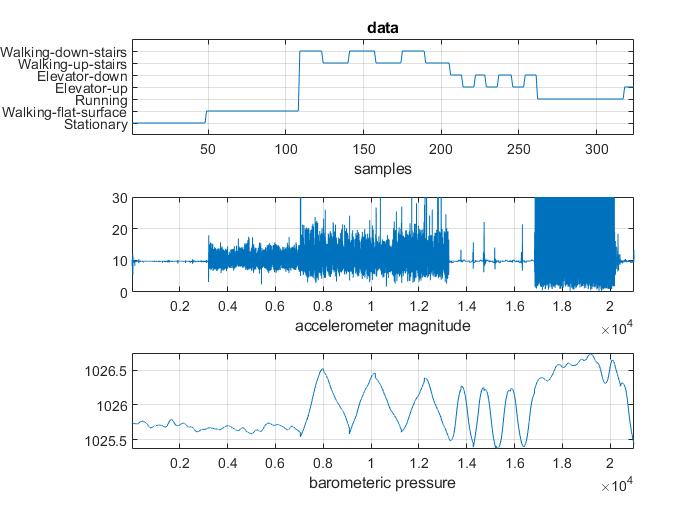 data
Walking-down-stairs
Walking-up-stairs
Elevator-down
Elevator-up
Running
Walking-flat-surface
Stationary
50 100 150 200 250 300
samples
30
20
10
0
0.2 0.4 0.6 0.8 1 1.2 1.4 1.6 1.8 2
accelerometer magnitude
×10⁴
1026.5
1026
1025.5
0.2 0.4 0.6 0.8 1 1.2 1.4 1.6 1.8 2
barometeric pressure
×10⁴